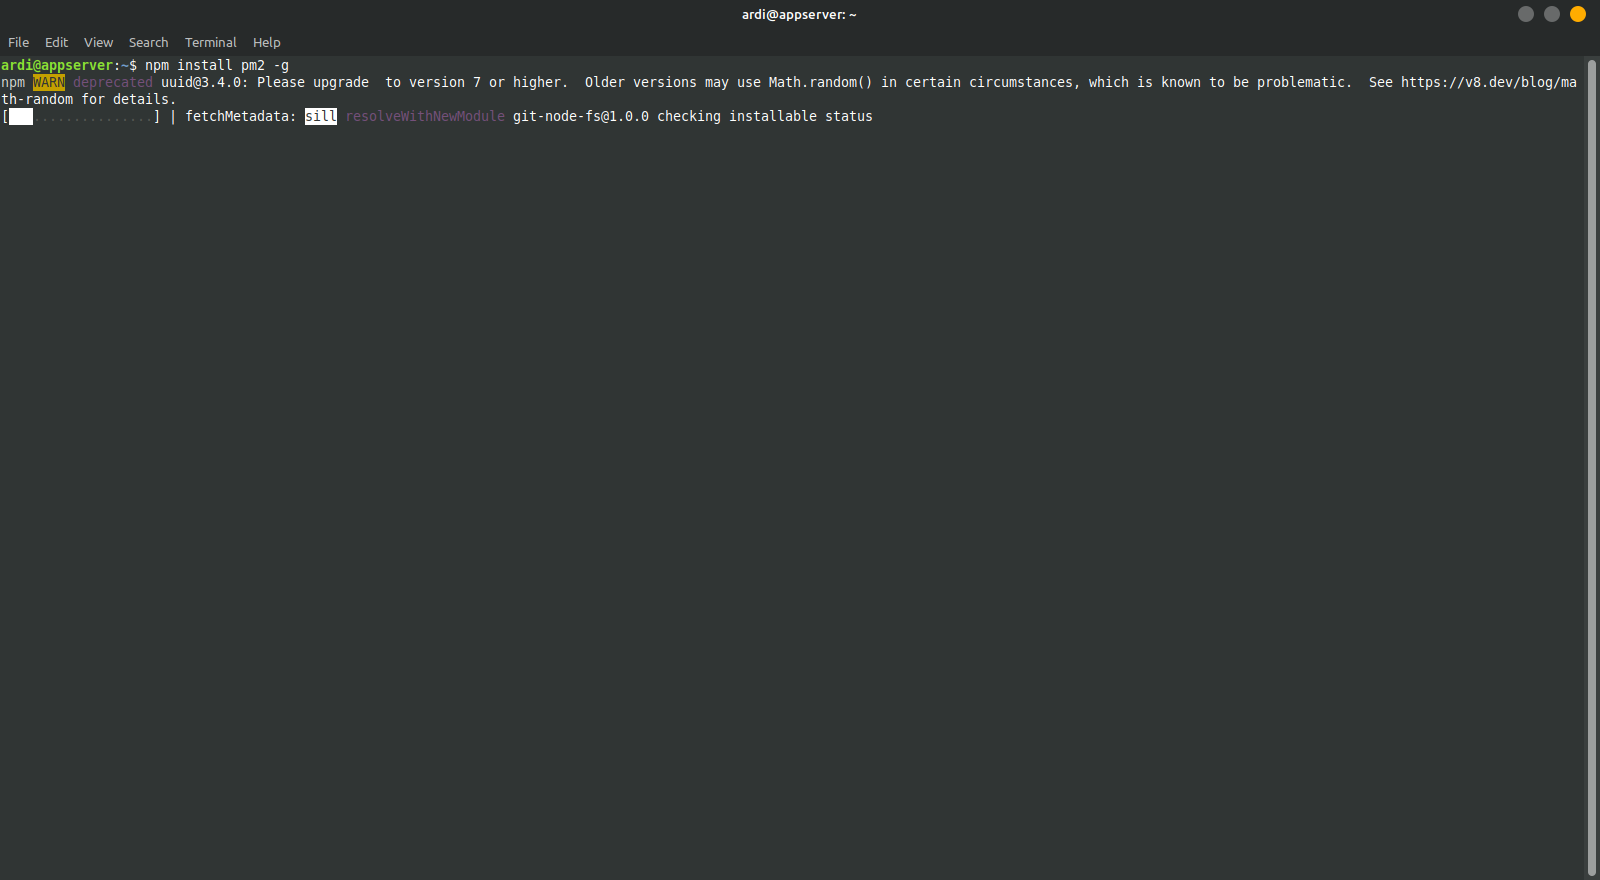 ardi@appserver: ~
File Edit View Search Terminal Help
ardi@appserver:~$ npm install pm2 -g
npm WARN deprecated uuid@3.4.0: Please upgrade  to version 7 or higher.  Older versions may use Math.random() in certain circumstances, which is known to be problematic.  See https://v8.dev/blog/ma
th-random for details.
[   ...............] | fetchMetadata: sill resolveWithNewModule git-node-fs@1.0.0 checking installable status